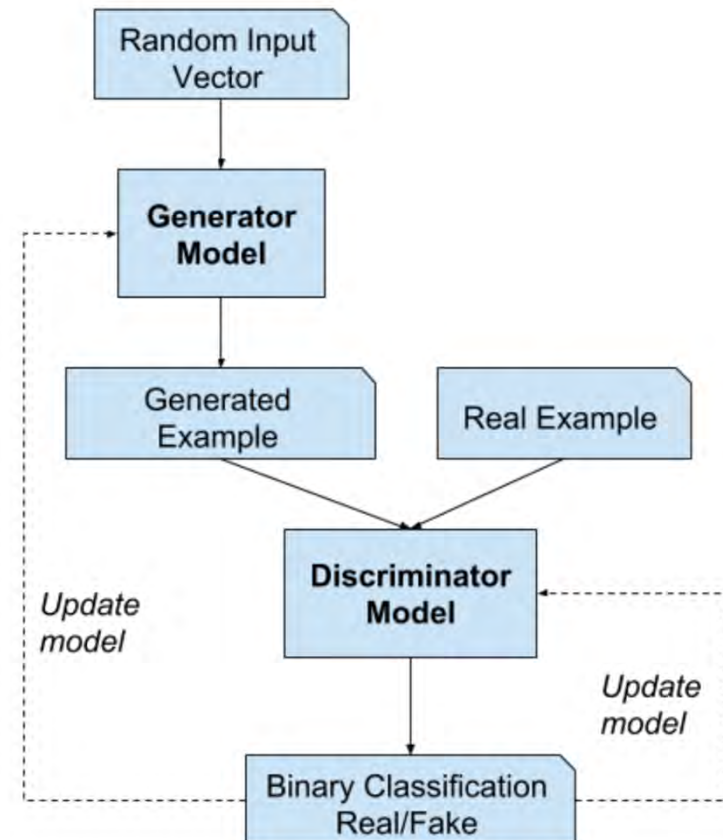 Random Input
Vector
Generator
Model
Generated
Example
Real Example
Discriminator
Model
Update
model
Update
model
Binary Classification
Real/Fake